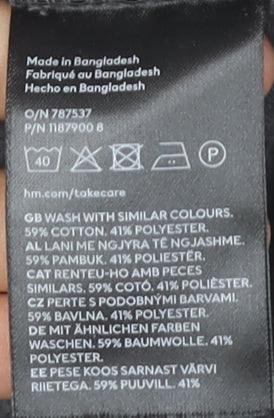 Made in Bangladesh
Fabriqué au Bangladesh
Hecho en Bangladesh
O/N 787537
P/N 1187900 8
40
P
hm.com/takecare
GB WASH WITH SIMILAR COLOURS.
59% COTTON, 41% POLYESTER.
AL LANI ME NGJYRA TË NGJASHME.
59% PAMBUK, 41% POLIESTËR.
CAT RENTEU-HO AMB PECES
SIMILARS. 59% COTÓ, 41% POLIÈSTER.
CZ PERTE S PODOBNÝMI BARVAMI.
59% BAVLNA, 41% POLYESTER.
DE MIT ÄHNLICHEN FARBEN
WASCHEN. 59% BAUMWOLLE, 41%
POLYESTER.
EE PESE KOOS SARNAST VÄRVI
RIIETEGA. 59% PUUVILL, 41%